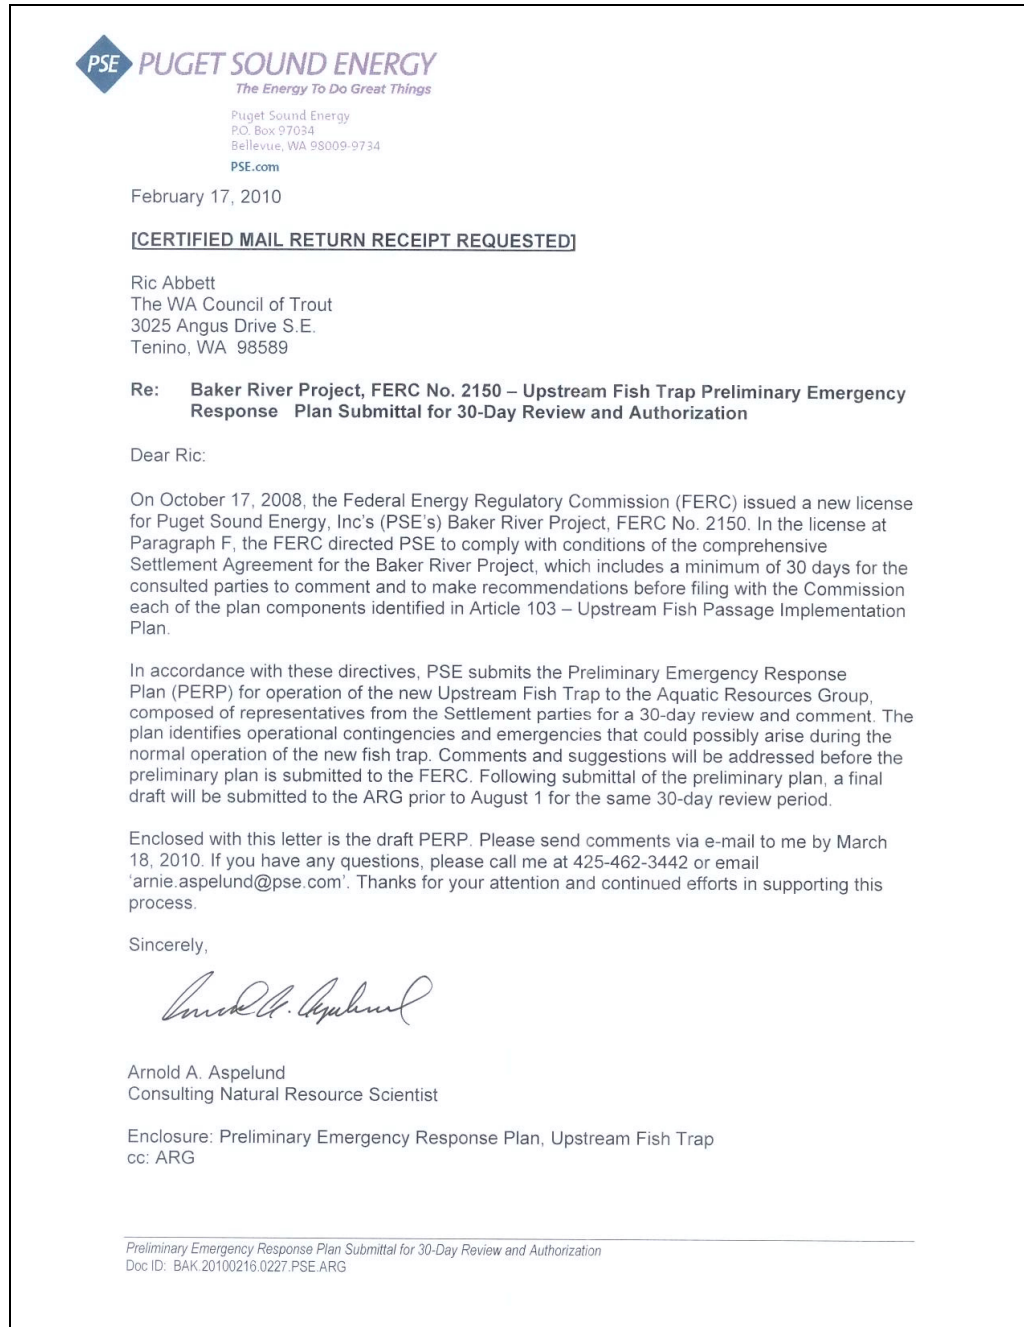 PSE PUGET SOUND ENERGY
The Energy To Do Great Things
Puget Sound Energy
P.O. Box 97034
Bellevue, WA 98009-9734
PSE.com
February 17, 2010
[CERTIFIED MAIL RETURN RECEIPT REQUESTED]
Ric Abbett
The WA Council of Trout
3025 Angus Drive S.E.
Tenino, WA 98589
Re: Baker River Project, FERC No. 2150 – Upstream Fish Trap Preliminary Emergency
Response Plan Submittal for 30-Day Review and Authorization
Dear Ric:
On October 17, 2008, the Federal Energy Regulatory Commission (FERC) issued a new license
for Puget Sound Energy, Inc's (PSE's) Baker River Project, FERC No. 2150. In the license at
Paragraph F, the FERC directed PSE to comply with conditions of the comprehensive
Settlement Agreement for the Baker River Project, which includes a minimum of 30 days for the
consulted parties to comment and to make recommendations before filing with the Commission
each of the plan components identified in Article 103 – Upstream Fish Passage Implementation
Plan.
In accordance with these directives, PSE submits the Preliminary Emergency Response
Plan (PERP) for operation of the new Upstream Fish Trap to the Aquatic Resources Group,
composed of representatives from the Settlement parties for a 30-day review and comment. The
plan identifies operational contingencies and emergencies that could possibly arise during the
normal operation of the new fish trap. Comments and suggestions will be addressed before the
preliminary plan is submitted to the FERC. Following submittal of the preliminary plan, a final
draft will be submitted to the ARG prior to August 1 for the same 30-day review period.
Enclosed with this letter is the draft PERP. Please send comments via e-mail to me by March
18, 2010. If you have any questions, please call me at 425-462-3442 or email
'arnie.aspelund@pse.com'. Thanks for your attention and continued efforts in supporting this
process.
Sincerely,
Arnold A. Aspelund
Consulting Natural Resource Scientist
Enclosure: Preliminary Emergency Response Plan, Upstream Fish Trap
cc: ARG
Preliminary Emergency Response Plan Submittal for 30-Day Review and Authorization
Doc ID: BAK.20100216.0227.PSE.ARG